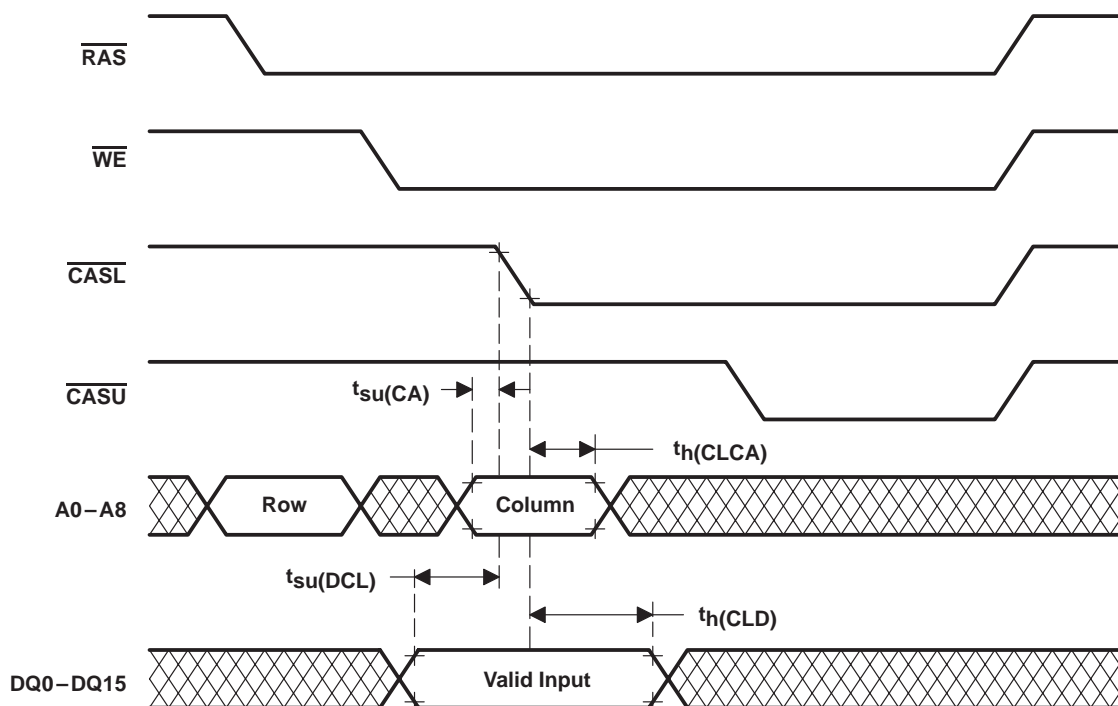 RAS
WE
CASL
CASU
tsu(CA)
th(CLCA)
A0–A8
Row
Column
tsu(DCL)
th(CLD)
DQ0–DQ15
Valid Input